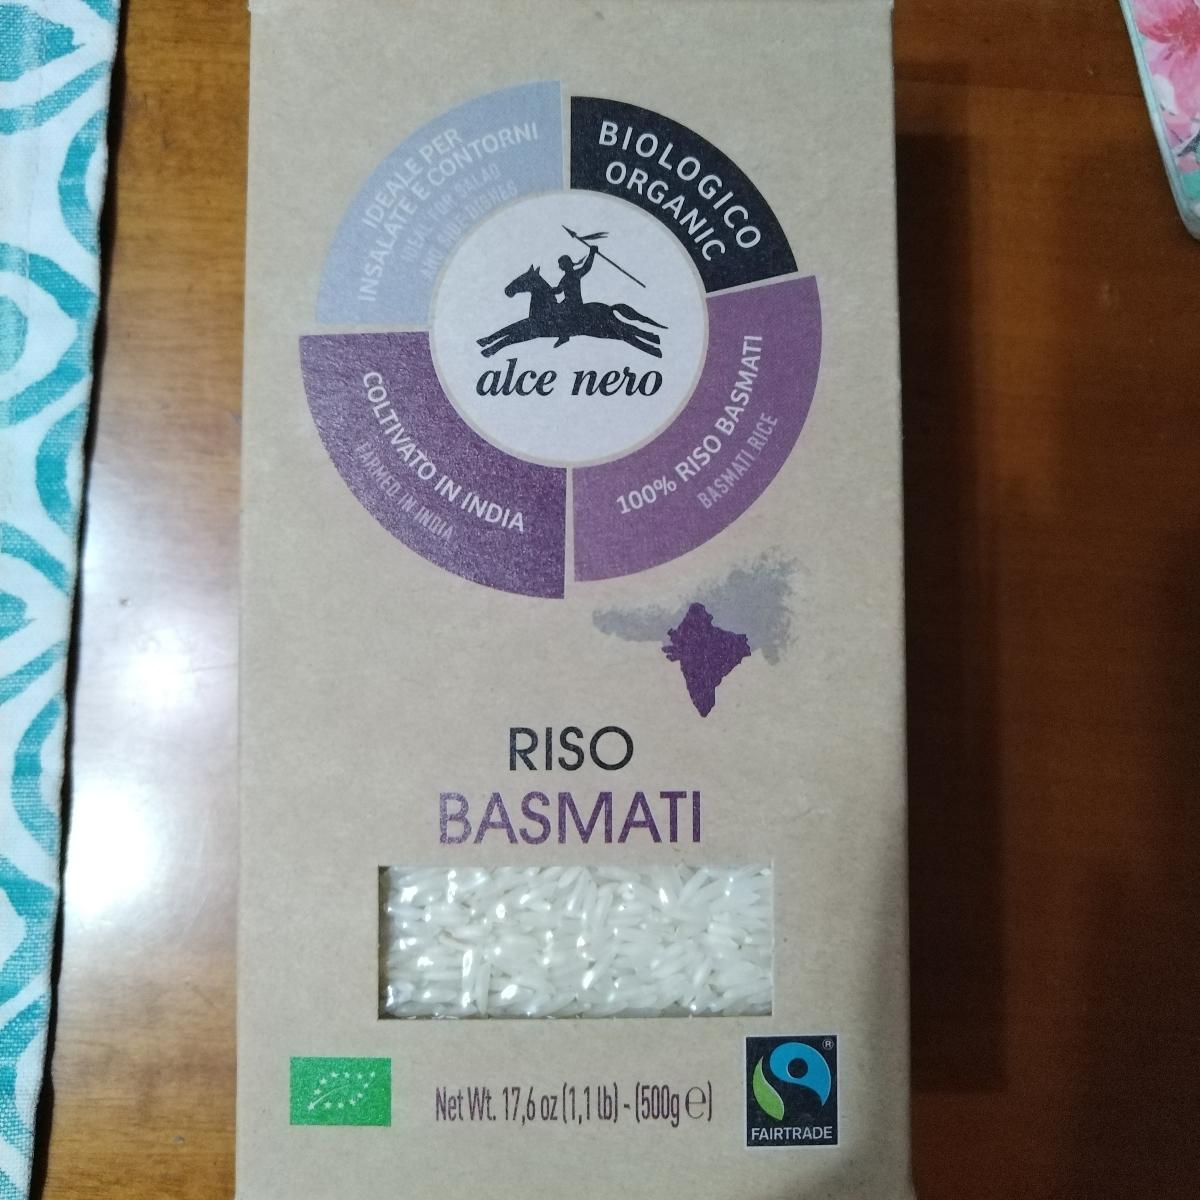 IDEALE PER
INSALATE E CONTORNI
IDEAL FOR SALAD
AND SIDE DISHES
BIOLOGICO
ORGANIC
alce nero
COLTIVATO IN INDIA
FARMED IN INDIA
100% RISO BASMATI
BASMATI RICE
RISO
BASMATI
Net Wt. 17,6 oz (1,1 lb) - (500g ℮)
®
FAIRTRADE